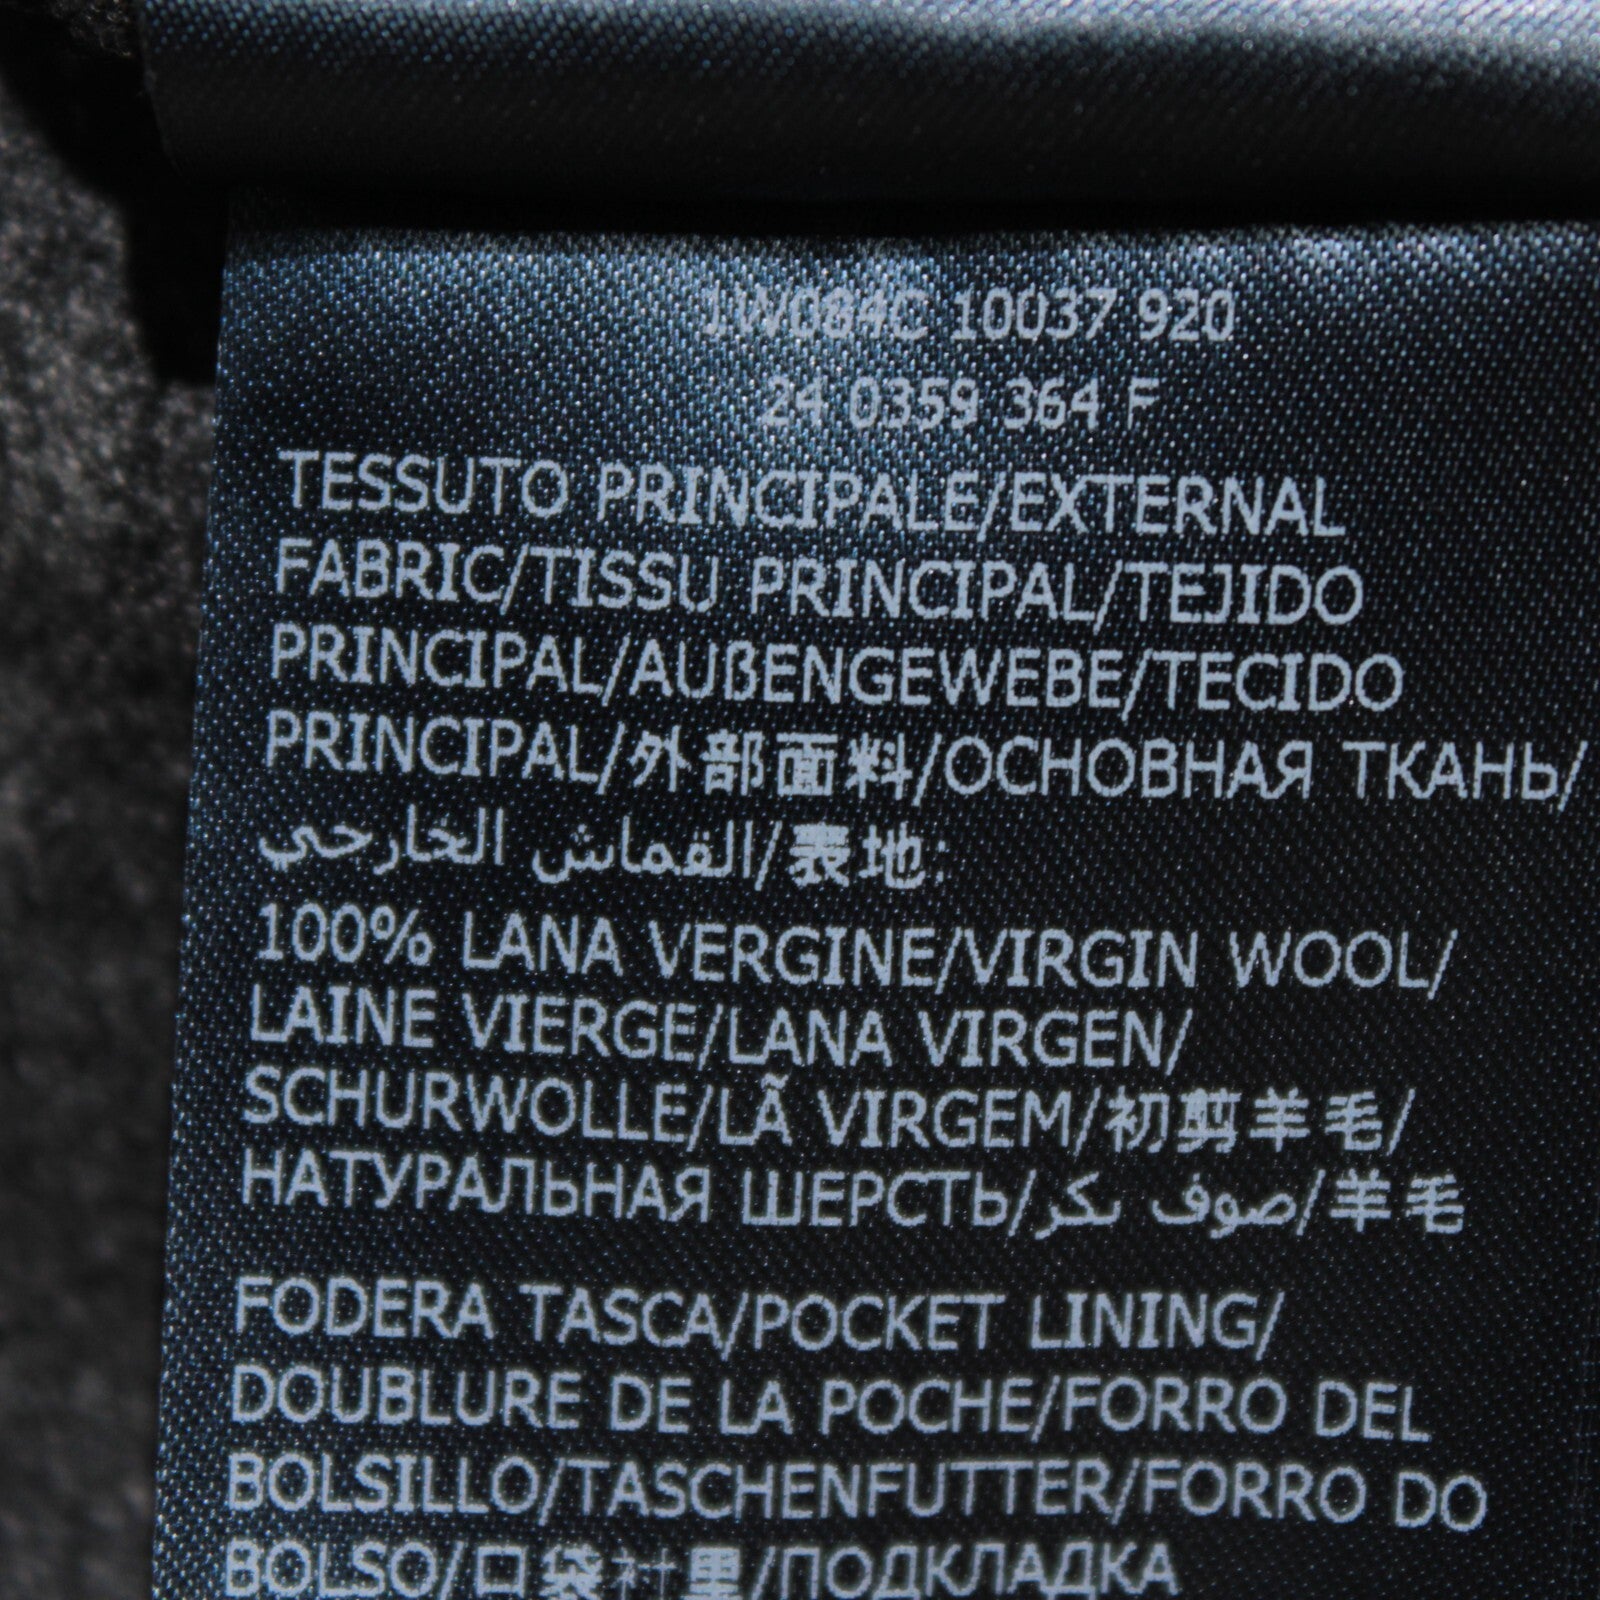 JW084C 10037 920
24 0359 364 F
TESSUTO PRINCIPALE/EXTERNAL
FABRIC/TISSU PRINCIPAL/TEJIDO
PRINCIPAL/AUßENGEWEBE/TECIDO
PRINCIPAL/外部面料/ОСНОВНАЯ ТКАНЬ/
القماش الخارجي/表地:
100% LANA VERGINE/VIRGIN WOOL/
LAINE VIERGE/LANA VIRGEN/
SCHURWOLLE/LÃ VIRGEM/初剪羊毛/
НАТУРАЛЬНАЯ ШЕРСТЬ/صوف بكر/羊毛
FODERA TASCA/POCKET LINING/
DOUBLURE DE LA POCHE/FORRO DEL
BOLSILLO/TASCHENFUTTER/FORRO DO
BOLSO/口袋衬里/ПОДКЛАДКА